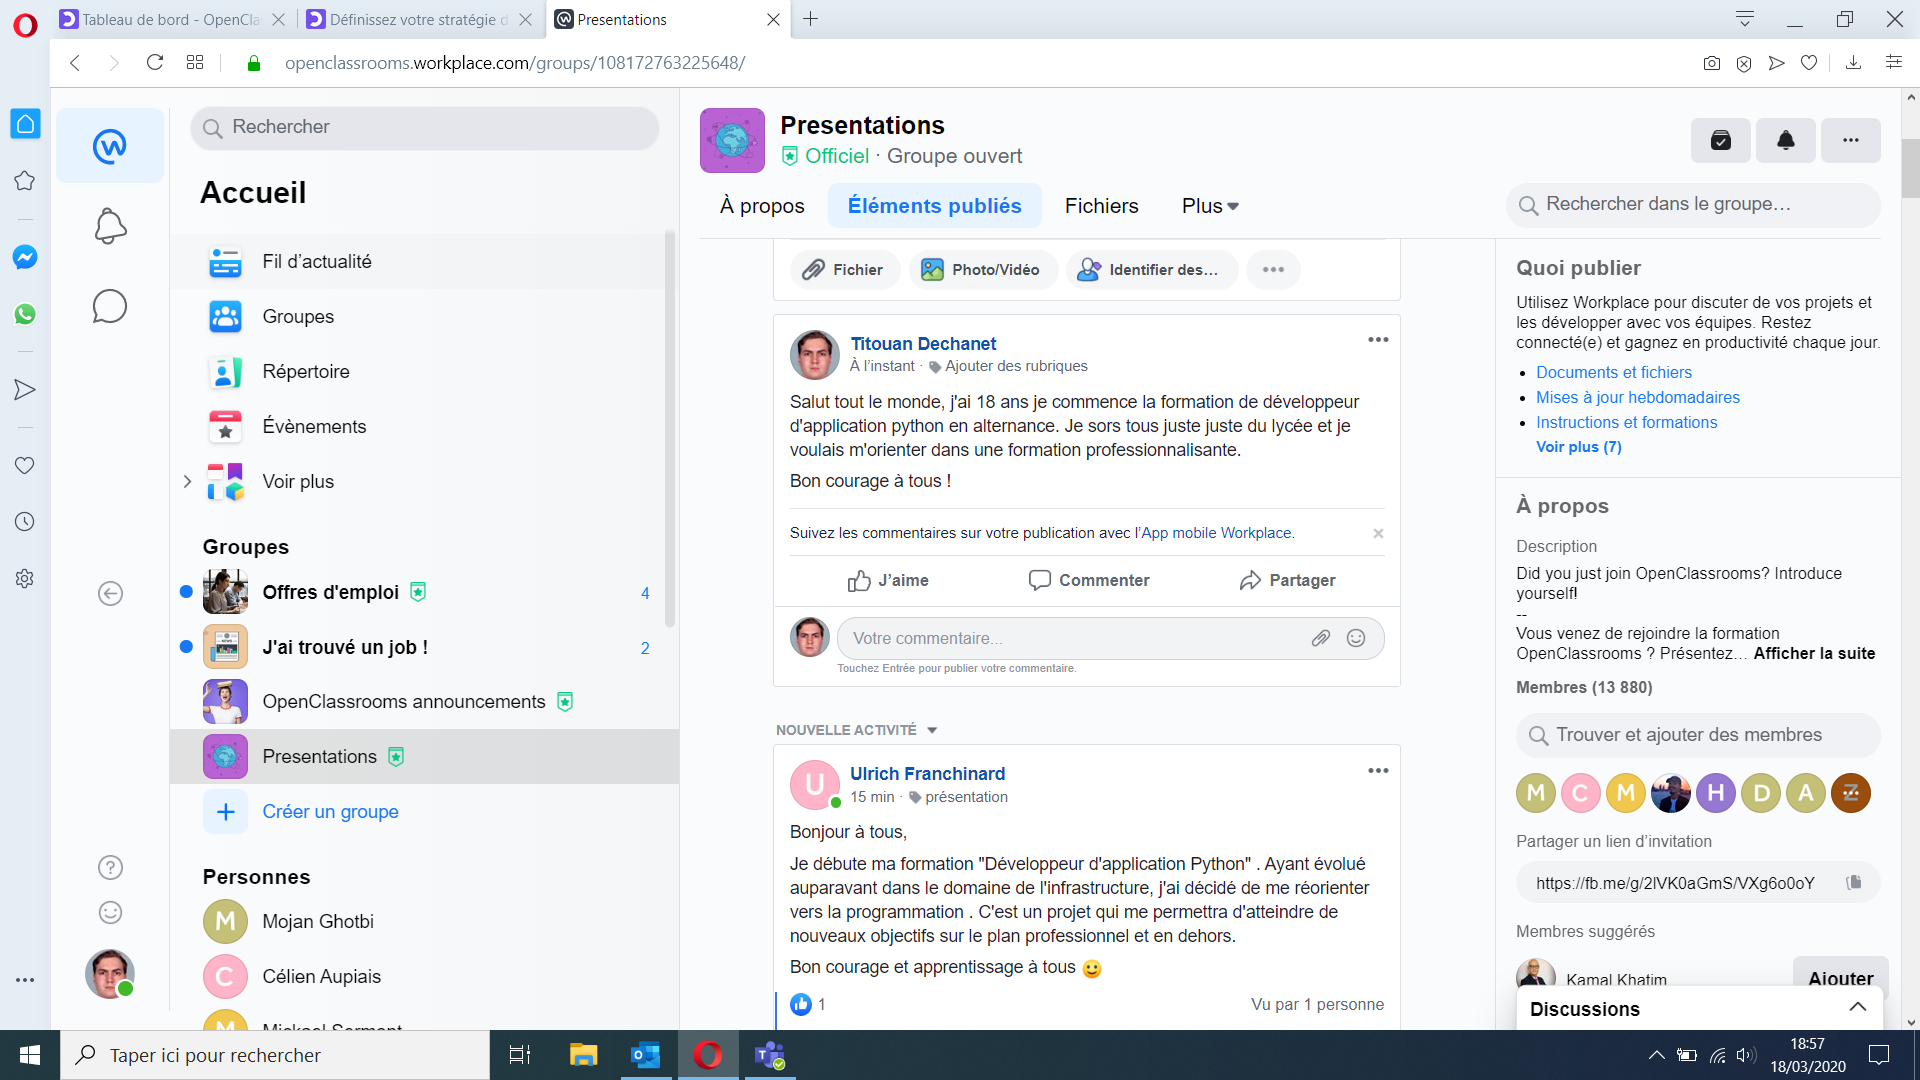 Tableau de bord - OpenCla
Définissez votre stratégie d
Presentations
openclassrooms.workplace.com/groups/108172763225648/
Rechercher
Accueil
Fil d’actualité
Groupes
Répertoire
Évènements
Voir plus
Groupes
Offres d'emploi
4
J'ai trouvé un job !
2
OpenClassrooms announcements
Presentations
Créer un groupe
Personnes
M
Mojan Ghotbi
C
Célien Aupiais
Presentations
Officiel · Groupe ouvert
À propos
Éléments publiés
Fichiers
Plus
Rechercher dans le groupe…
Fichier
Photo/Vidéo
Identifier des…
Titouan Dechanet
À l’instant · Ajouter des rubriques
Salut tout le monde, j'ai 18 ans je commence la formation de développeur
d'application python en alternance. Je sors tous juste juste du lycée et je
voulais m'orienter dans une formation professionnalisante.
Bon courage à tous !
Suivez les commentaires sur votre publication avec l’App mobile Workplace.
J’aime
Commenter
Partager
Votre commentaire...
Touchez Entrée pour publier votre commentaire.
NOUVELLE ACTIVITÉ
U
Ulrich Franchinard
15 min · présentation
Bonjour à tous,
Je débute ma formation "Développeur d'application Python" . Ayant évolué
auparavant dans le domaine de l'infrastructure, j'ai décidé de me réorienter
vers la programmation . C'est un projet qui me permettra d'atteindre de
nouveaux objectifs sur le plan professionnel et en dehors.
Bon courage et apprentissage à tous
1
Vu par 1 personne
Quoi publier
Utilisez Workplace pour discuter de vos projets et
les développer avec vos équipes. Restez
connecté(e) et gagnez en productivité chaque jour.
Documents et fichiers
Mises à jour hebdomadaires
Instructions et formations
Voir plus (7)
À propos
Description
Did you just join OpenClassrooms? Introduce
yourself!
--
Vous venez de rejoindre la formation
OpenClassrooms ? Présentez… Afficher la suite
Membres (13 880)
Trouver et ajouter des membres
M C M H D A Z
Partager un lien d’invitation
https://fb.me/g/2lVK0aGmS/VXg6o0oY
Membres suggérés
Kamal Khatim
Ajouter
Discussions
Taper ici pour rechercher
18:57
18/03/2020